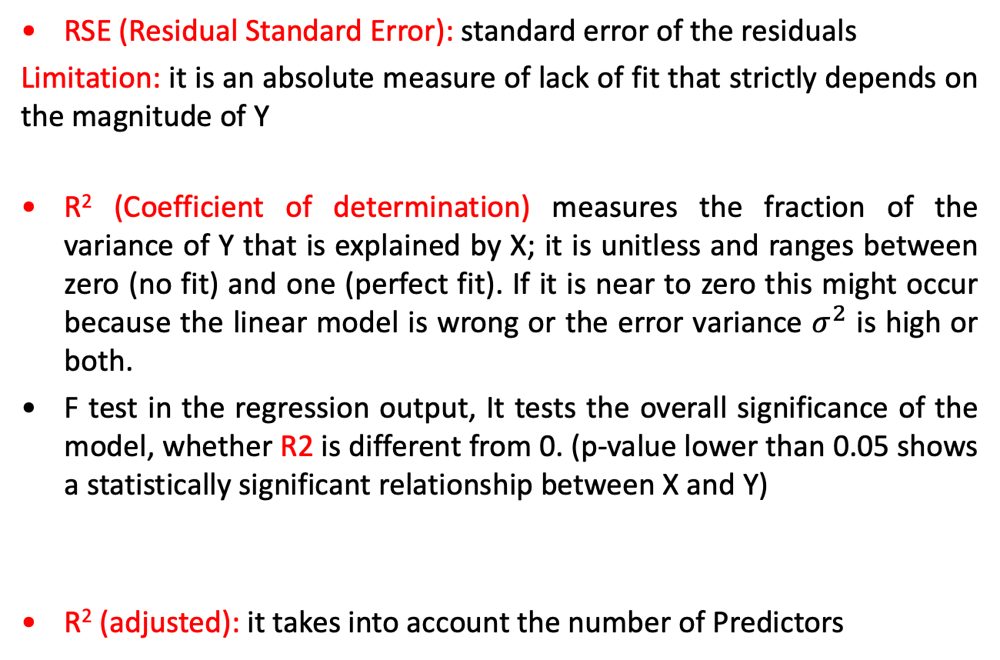 • RSE (Residual Standard Error): standard error of the residuals
Limitation: it is an absolute measure of lack of fit that strictly depends on
the magnitude of Y
• R² (Coefficient of determination) measures the fraction of the
variance of Y that is explained by X; it is unitless and ranges between
zero (no fit) and one (perfect fit). If it is near to zero this might occur
because the linear model is wrong or the error variance σ² is high or
both.
• F test in the regression output, It tests the overall significance of the
model, whether R2 is different from 0. (p-value lower than 0.05 shows
a statistically significant relationship between X and Y)
• R² (adjusted): it takes into account the number of Predictors